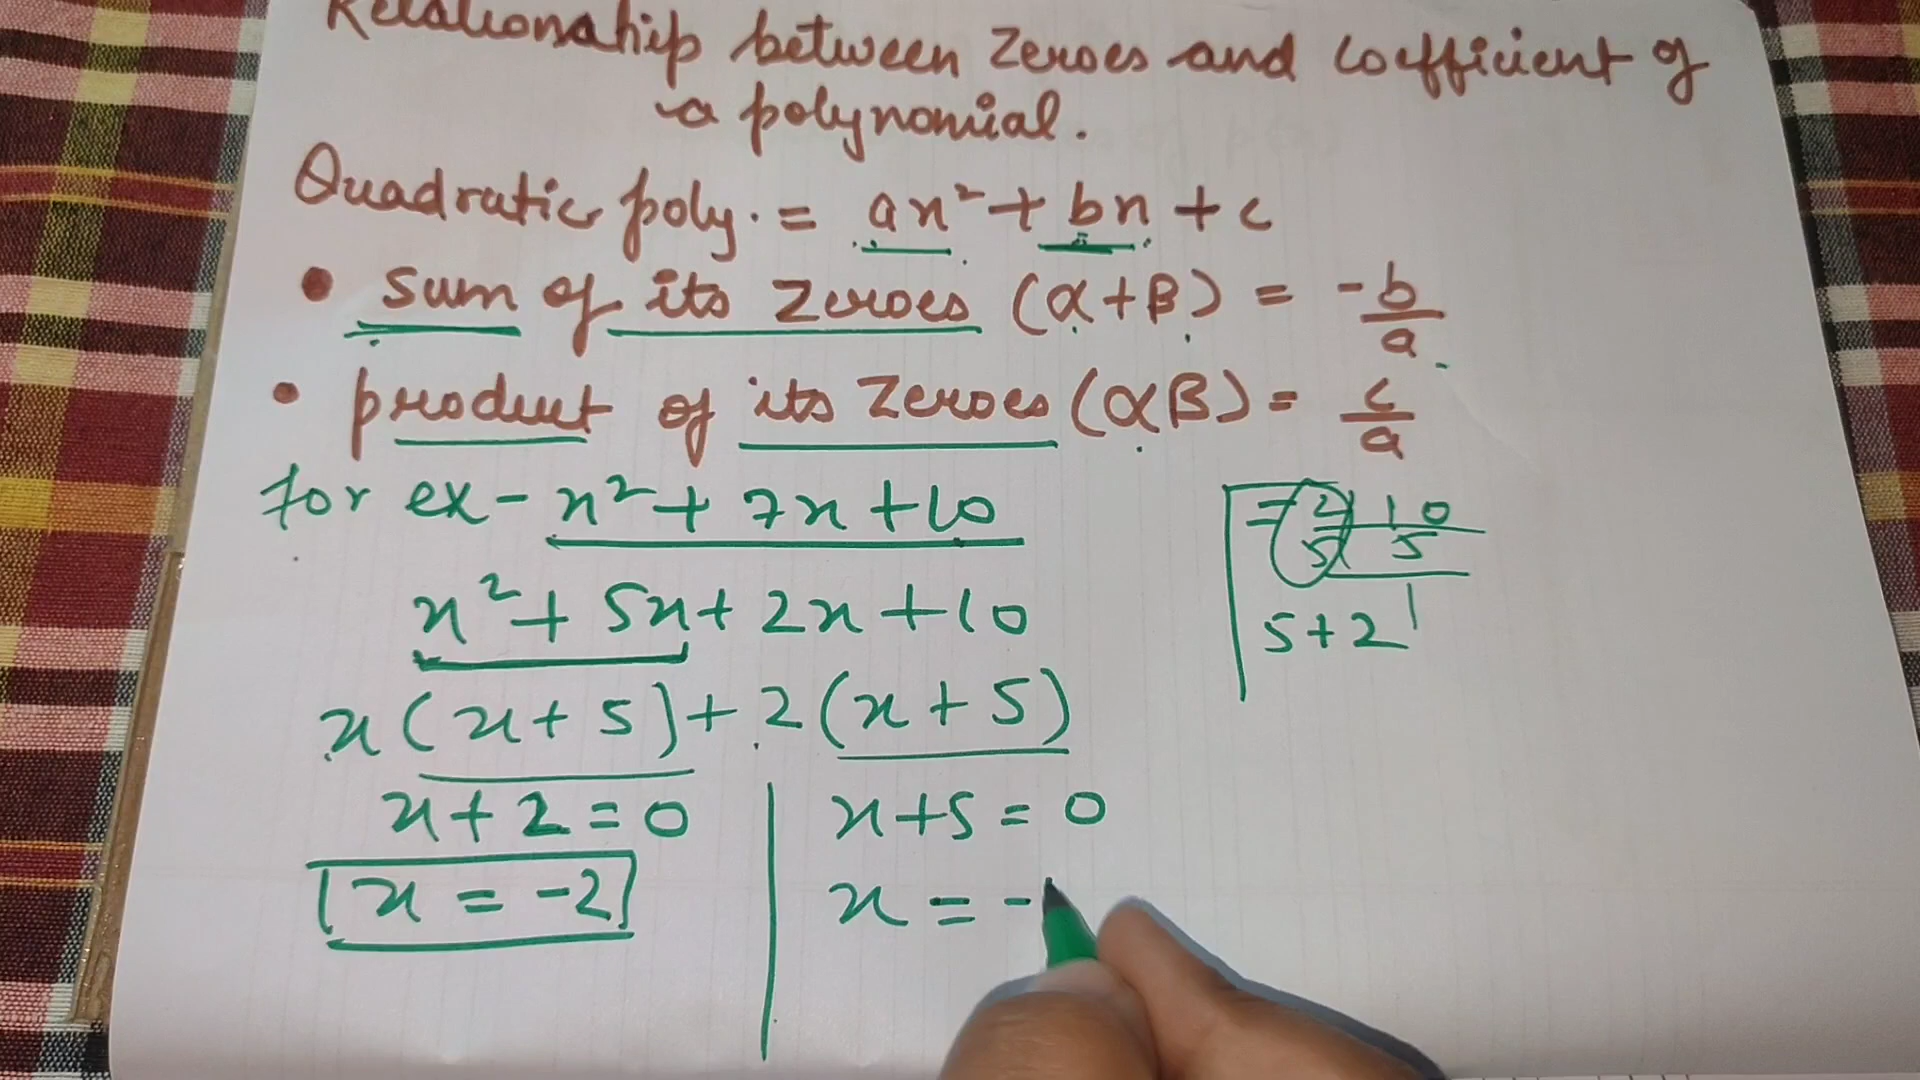 Relationship between Zeroes and Coefficient of
a polynomial.
Quadratic poly. = ax² + bx + c
• Sum of its Zeroes (α+β) = -b/a
• product of its Zeroes (αβ) = c/a
for ex - x² + 7x + 10
x² + 5x + 2x + 10
x(x+5)+2(x+5)
x+2=0
x = -2
x+5=0
x = -
= 2 10
5 5
1
5+2